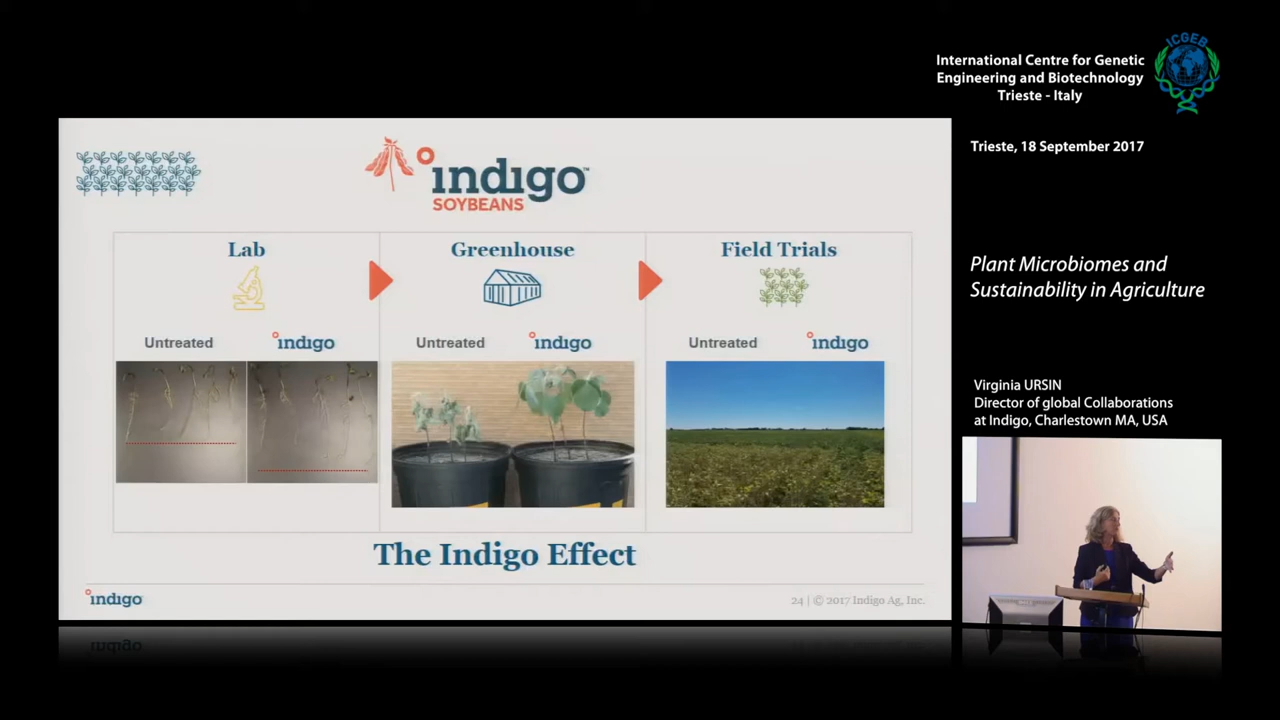 International Centre for Genetic
Engineering and Biotechnology
Trieste - Italy
ICGEB
Trieste, 18 September 2017
indigo™
SOYBEANS
Lab
Greenhouse
Field Trials
Untreated
indigo
Untreated
indigo
Untreated
indigo
The Indigo Effect
indigo
24 | © 2017 Indigo Ag, Inc.
Plant Microbiomes and
Sustainability in Agriculture
Virginia URSIN
Director of global Collaborations
at Indigo, Charlestown MA, USA